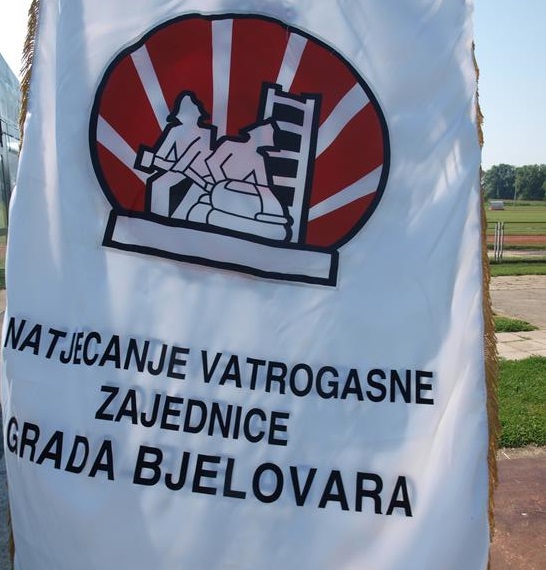 NATJECANJE VATROGASNE
ZAJEDNICE
GRADA BJELOVARA